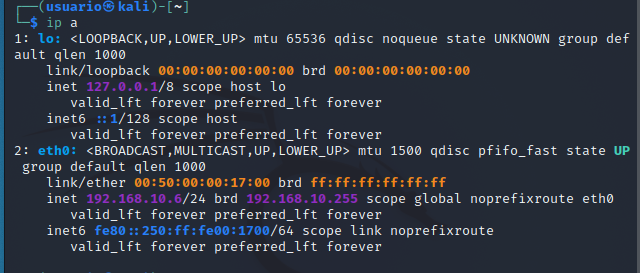 ┌──(usuario㉿kali)-[~]
└─$ ip a
1: lo: <LOOPBACK,UP,LOWER_UP> mtu 65536 qdisc noqueue state UNKNOWN group def
ault qlen 1000
    link/loopback 00:00:00:00:00:00 brd 00:00:00:00:00:00
    inet 127.0.0.1/8 scope host lo
       valid_lft forever preferred_lft forever
    inet6 ::1/128 scope host
       valid_lft forever preferred_lft forever
2: eth0: <BROADCAST,MULTICAST,UP,LOWER_UP> mtu 1500 qdisc pfifo_fast state UP
 group default qlen 1000
    link/ether 00:50:00:00:17:00 brd ff:ff:ff:ff:ff:ff
    inet 192.168.10.6/24 brd 192.168.10.255 scope global noprefixroute eth0
       valid_lft forever preferred_lft forever
    inet6 fe80::250:ff:fe00:1700/64 scope link noprefixroute
       valid_lft forever preferred_lft forever